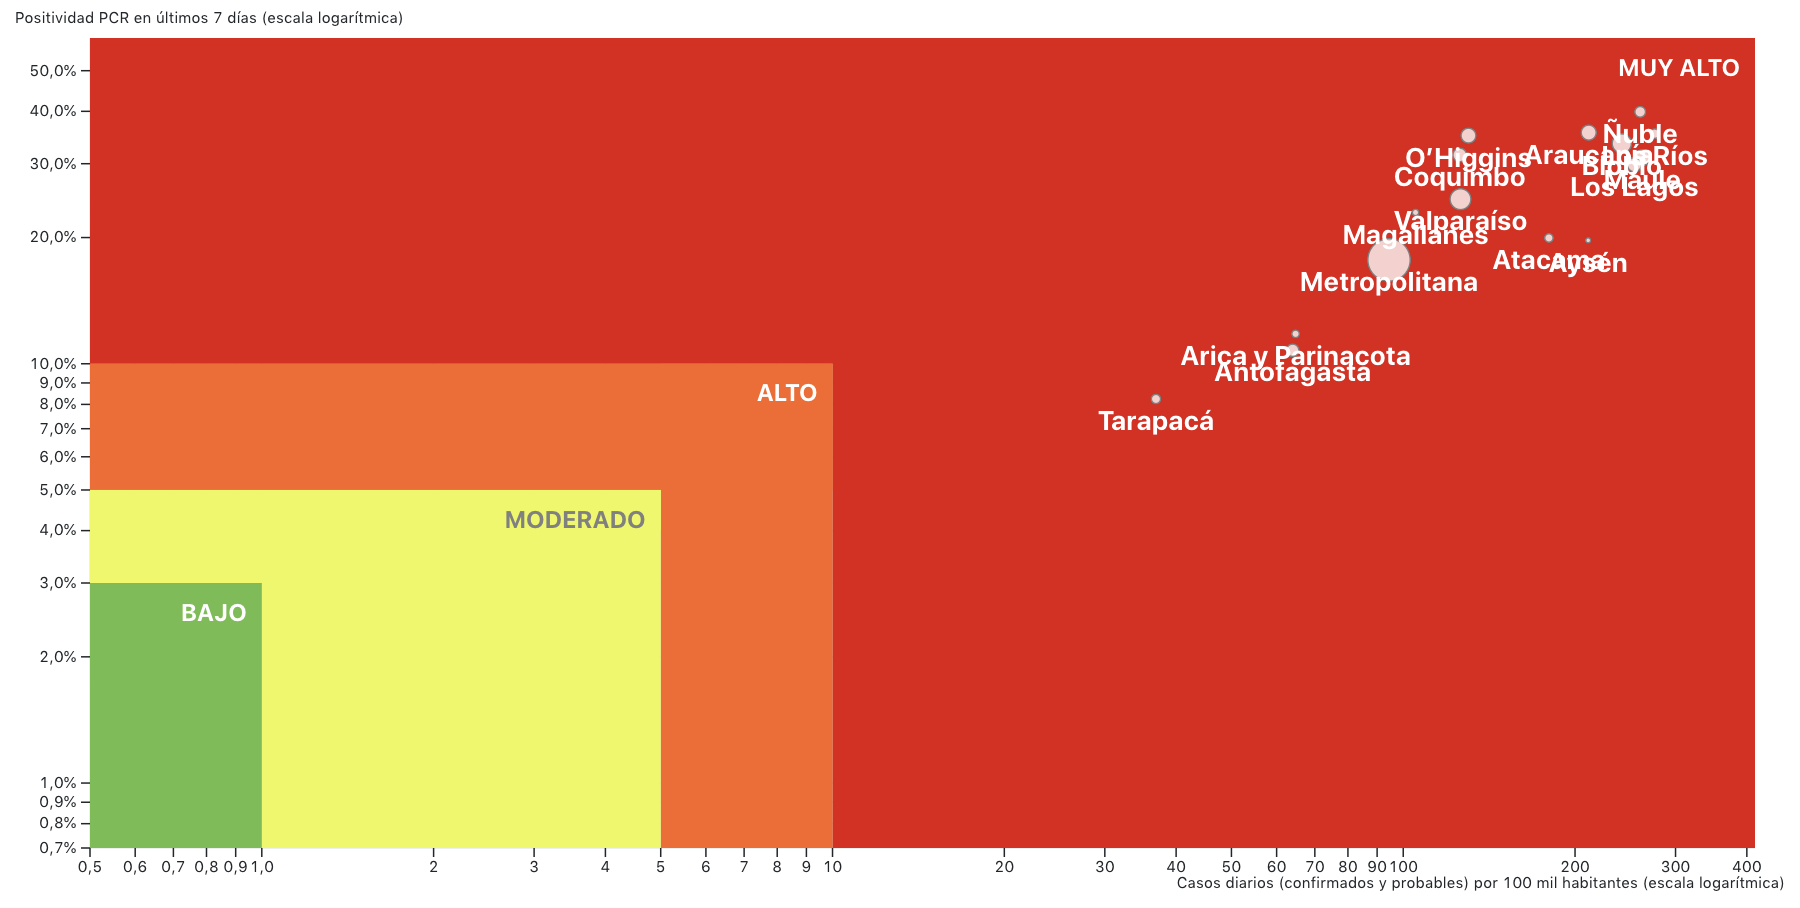 Positividad PCR en últimos 7 días (escala logarítmica)
50,0%
MUY ALTO
40,0%
Ñuble
O’Higgins
Araucanía
Los Ríos
30,0%
Biobío
Coquimbo
Maule
Los Lagos
Valparaíso
20,0%
Magallanes
Atacama
Aysén
Metropolitana
Arica y Parinacota
10,0%
Antofagasta
9,0%
ALTO
8,0%
Tarapacá
7,0%
6,0%
5,0%
MODERADO
4,0%
3,0%
BAJO
2,0%
1,0%
0,9%
0,8%
0,7%
0,5 0,6 0,7 0,8 0,9 1,0 2 3 4 5 6 7 8 9 10 20 30 40 50 60 70 80 90 100 200 300 400
Casos diarios (confirmados y probables) por 100 mil habitantes (escala logarítmica)